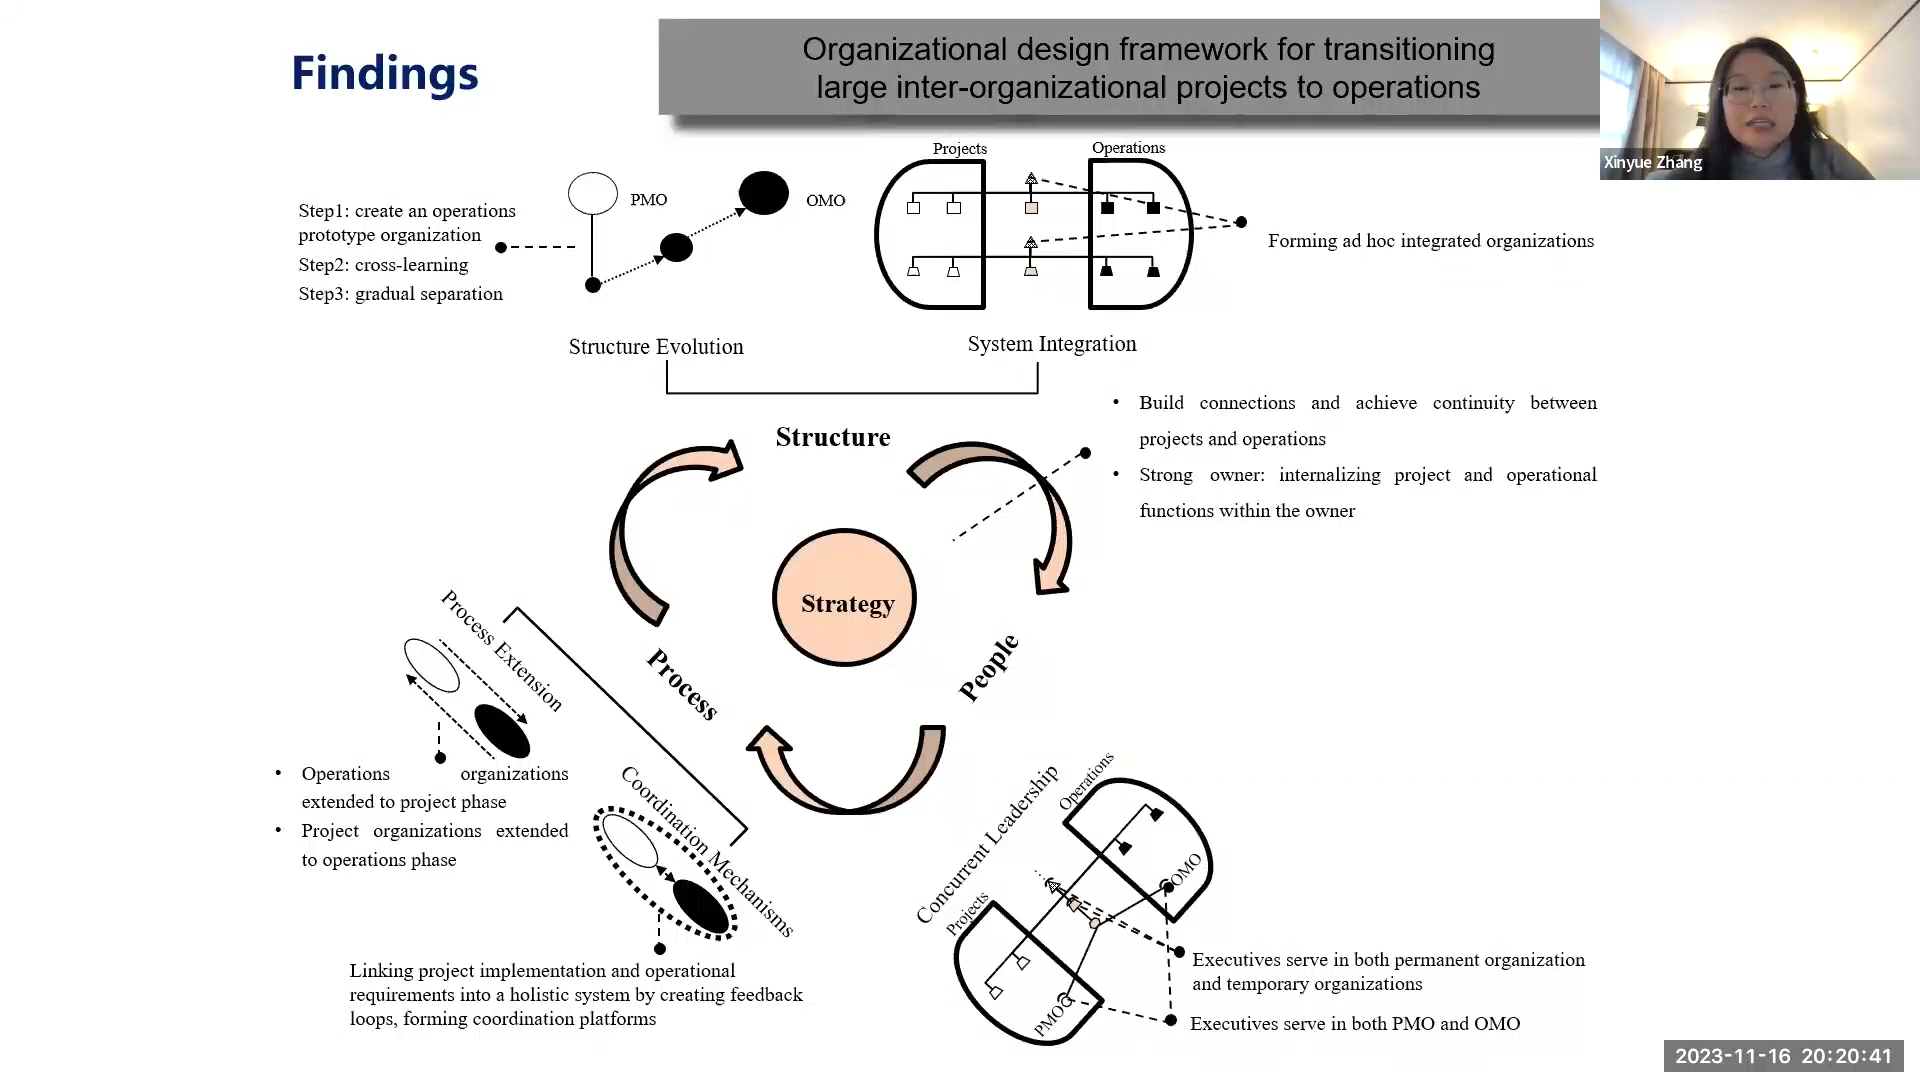 Findings
Organizational design framework for transitioning
large inter-organizational projects to operations
Xinyue Zhang
Step1: create an operations
prototype organization
Step2: cross-learning
Step3: gradual separation
PMO
OMO
Structure Evolution
Projects
Operations
System Integration
Forming ad hoc integrated organizations
Structure
• Build connections and achieve continuity between
projects and operations
• Strong owner: internalizing project and operational
functions within the owner
Strategy
Process
People
Process Extension
• Operations organizations
extended to project phase
• Project organizations extended
to operations phase
Coordination Mechanisms
Linking project implementation and operational
requirements into a holistic system by creating feedback
loops, forming coordination platforms
Concurrent Leadership
Operations
OMO
Projects
PMO
Executives serve in both permanent organization
and temporary organizations
Executives serve in both PMO and OMO
2023-11-16 20:20:41